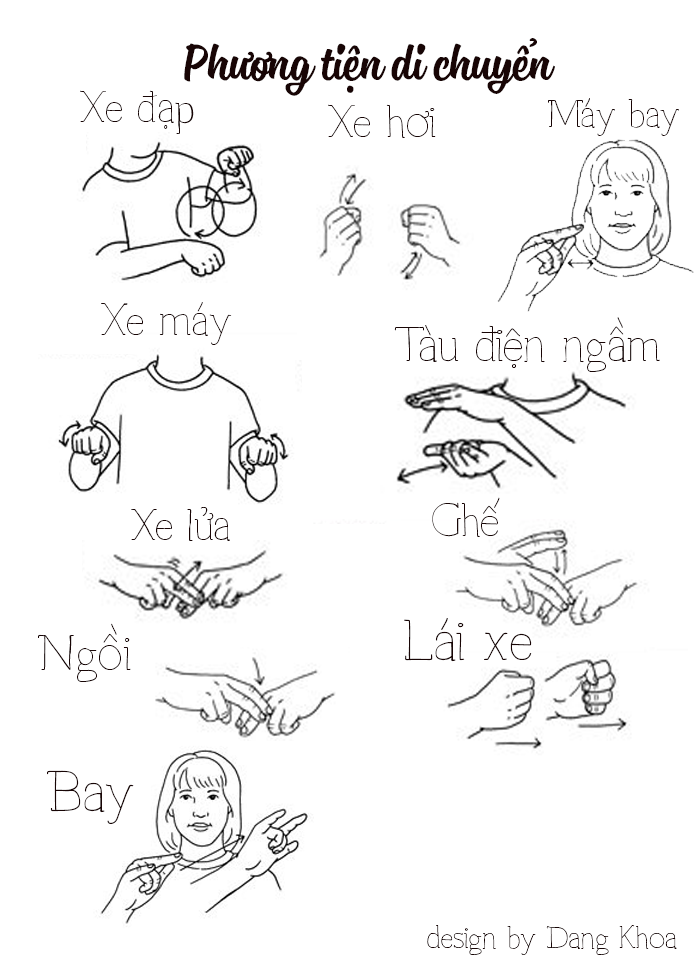 Phương tiện di chuyển
Xe đạp
Xe hơi
Máy bay
Xe máy
Tàu điện ngầm
Xe lửa
Ghế
Ngồi
Lái xe
Bay
design by Dang Khoa